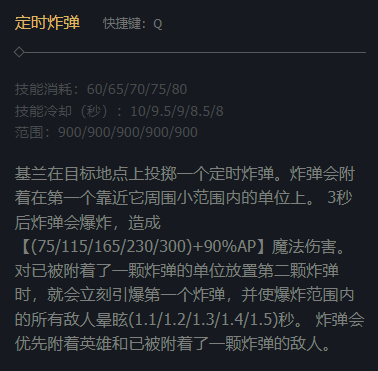 定时炸弹 快捷键：Q
技能消耗：60/65/70/75/80
技能冷却（秒）：10/9.5/9/8.5/8
范围：900/900/900/900/900
基兰在目标地点上投掷一个定时炸弹。炸弹会附
着在第一个靠近它周围小范围内的单位上。 3秒
后炸弹会爆炸，造成
【(75/115/165/230/300)+90%AP】魔法伤害。
对已被附着了一颗炸弹的单位放置第二颗炸弹
时，就会立刻引爆第一个炸弹，并使爆炸范围内
的所有敌人晕眩(1.1/1.2/1.3/1.4/1.5)秒。 炸弹会
优先附着英雄和已被附着了一颗炸弹的敌人。